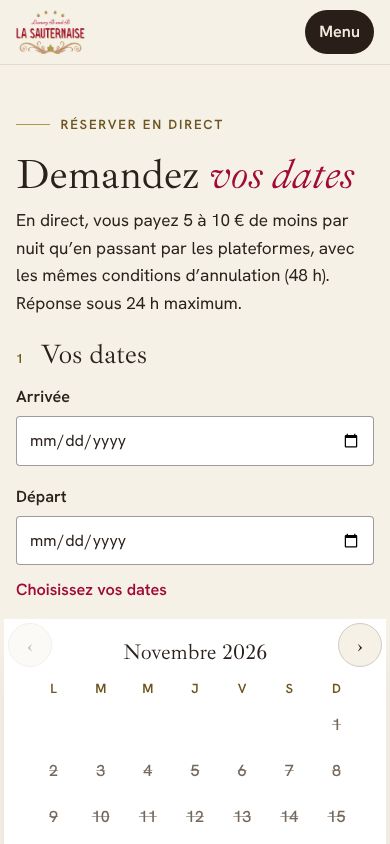 Luxury Bed & B
LA SAUTERNAISE
Menu
RÉSERVER EN DIRECT
Demandez vos dates
En direct, vous payez 5 à 10 € de moins par
nuit qu’en passant par les plateformes, avec
les mêmes conditions d’annulation (48 h).
Réponse sous 24 h maximum.
1 Vos dates
Arrivée
mm/dd/yyyy
Départ
mm/dd/yyyy
Choisissez vos dates
‹ Novembre 2026 ›
L M M J V S D
1
2 3 4 5 6 7 8
9 10 11 12 13 14 15